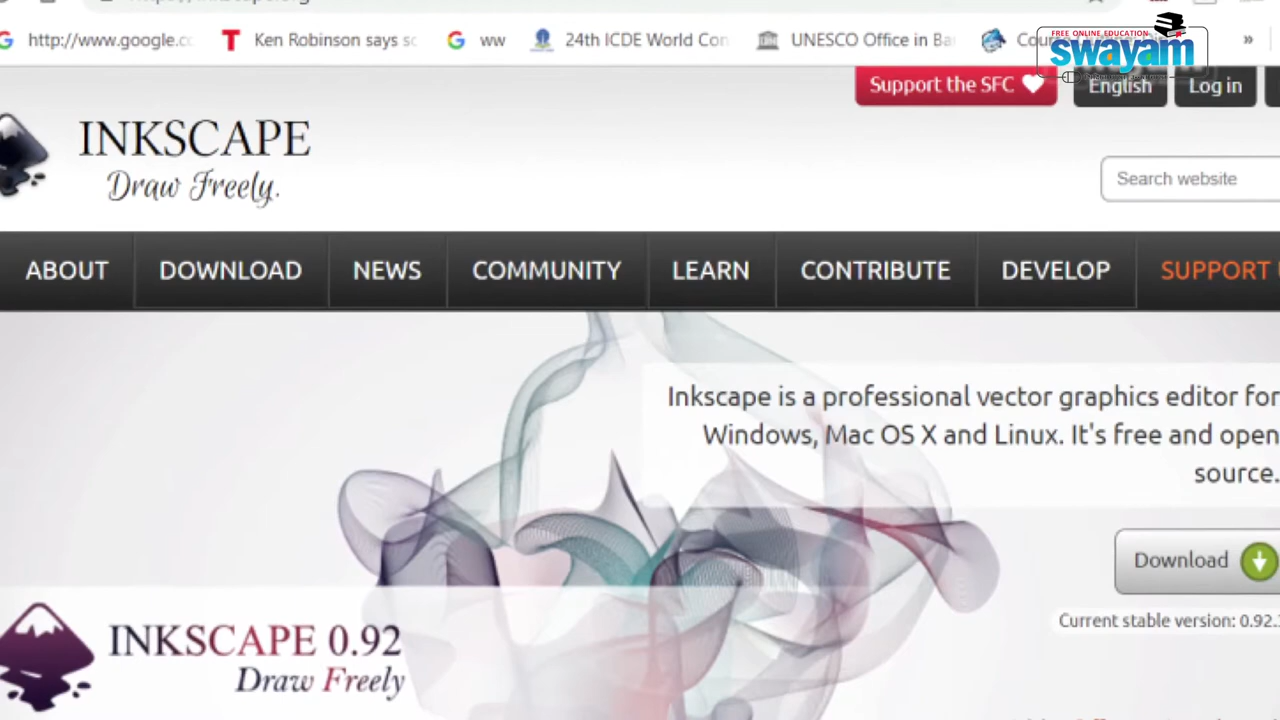 http://www.google.c
Ken Robinson says sc
ww
24th ICDE World Con
UNESCO Office in Ba
Cou
»
FREE ONLINE EDUCATION
swayam
Support the SFC
English
Log in
INKSCAPE
Draw Freely.
Search website
ABOUT
DOWNLOAD
NEWS
COMMUNITY
LEARN
CONTRIBUTE
DEVELOP
SUPPORT
Inkscape is a professional vector graphics editor for
Windows, Mac OS X and Linux. It's free and open
source.
Download
Current stable version: 0.92.
INKSCAPE 0.92
Draw Freely